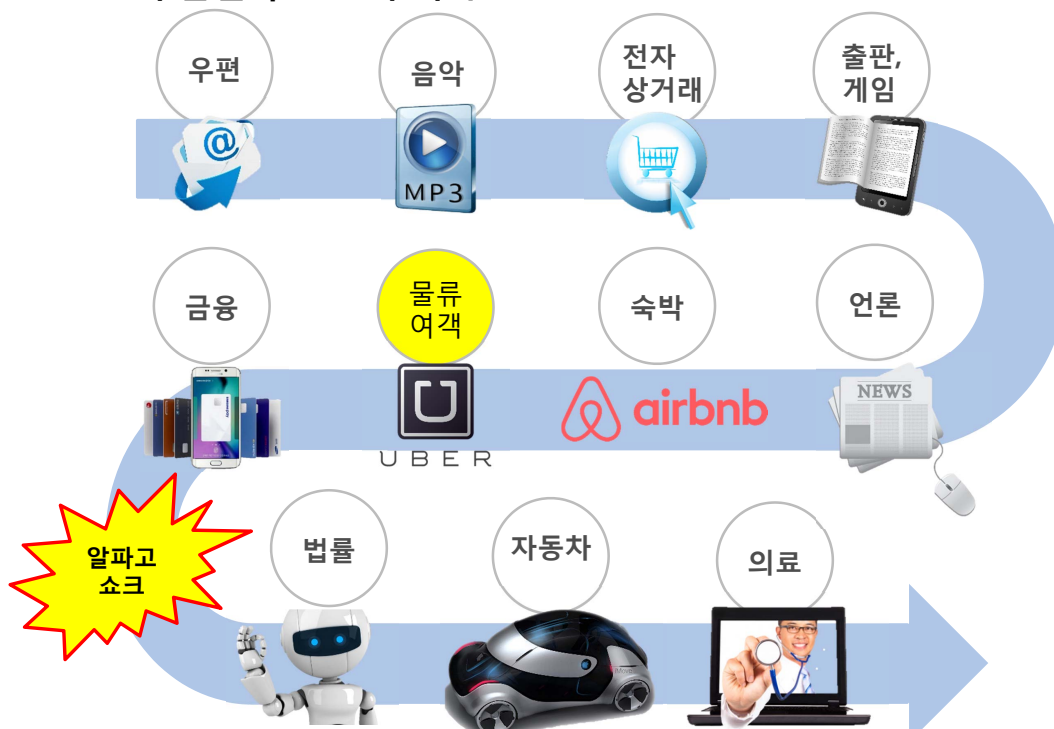 우편
음악
전자
상거래
출판,
게임
@
MP3
금융
물류
여객
숙박
언론
UBER
airbnb
NEWS
알파고
쇼크
법률
자동차
의료